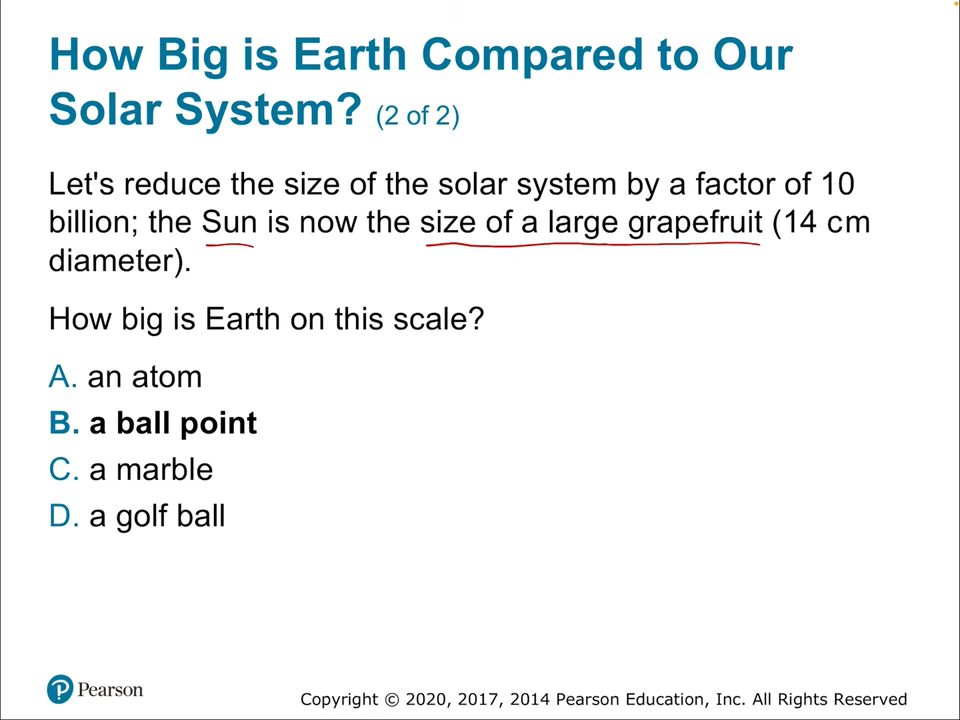 How Big is Earth Compared to Our
Solar System? (2 of 2)
Let's reduce the size of the solar system by a factor of 10
billion; the Sun is now the size of a large grapefruit (14 cm
diameter).
How big is Earth on this scale?
A. an atom
B. a ball point
C. a marble
D. a golf ball
Pearson
Copyright © 2020, 2017, 2014 Pearson Education, Inc. All Rights Reserved